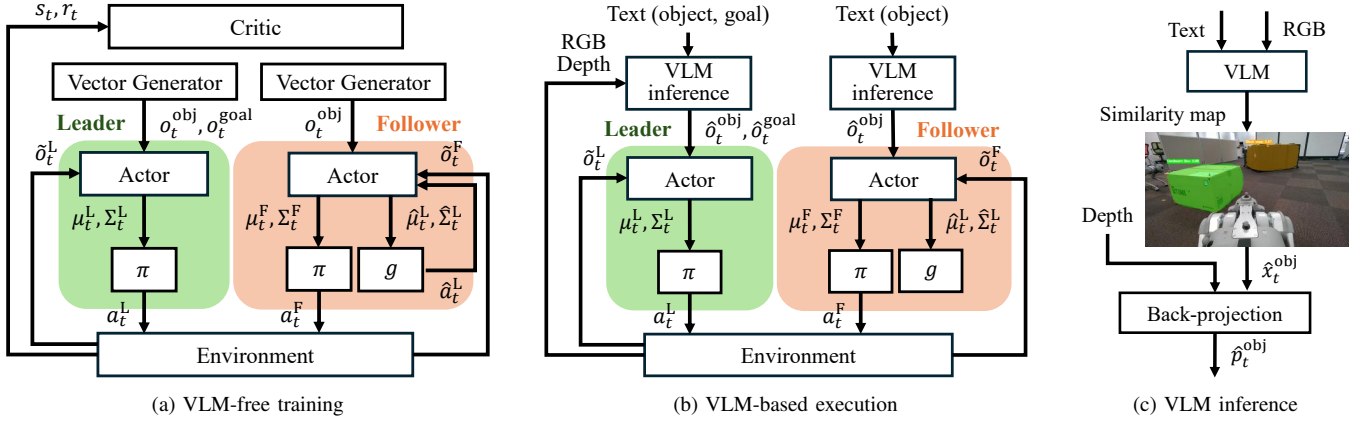 s_t, r_t
Critic
Vector Generator
Vector Generator
Leader
o_t^obj, o_t^goal
o_t^obj
Follower
õ_t^L
õ_t^F
Actor
Actor
μ_t^L, Σ_t^L
μ_t^F, Σ_t^F
μ̂_t^L, Σ̂_t^L
π
π
g
â_t^L
a_t^L
a_t^F
Environment
(a) VLM-free training
Text (object, goal)
Text (object)
RGB
Depth
VLM
inference
VLM
inference
Leader
ô_t^obj, ô_t^goal
ô_t^obj
Follower
õ_t^L
õ_t^F
Actor
Actor
μ_t^L, Σ_t^L
μ_t^F, Σ_t^F
μ̂_t^L, Σ̂_t^L
π
π
g
a_t^L
a_t^F
Environment
(b) VLM-based execution
Text
RGB
VLM
Similarity map
Depth
x̂_t^obj
Back-projection
p̂_t^obj
(c) VLM inference